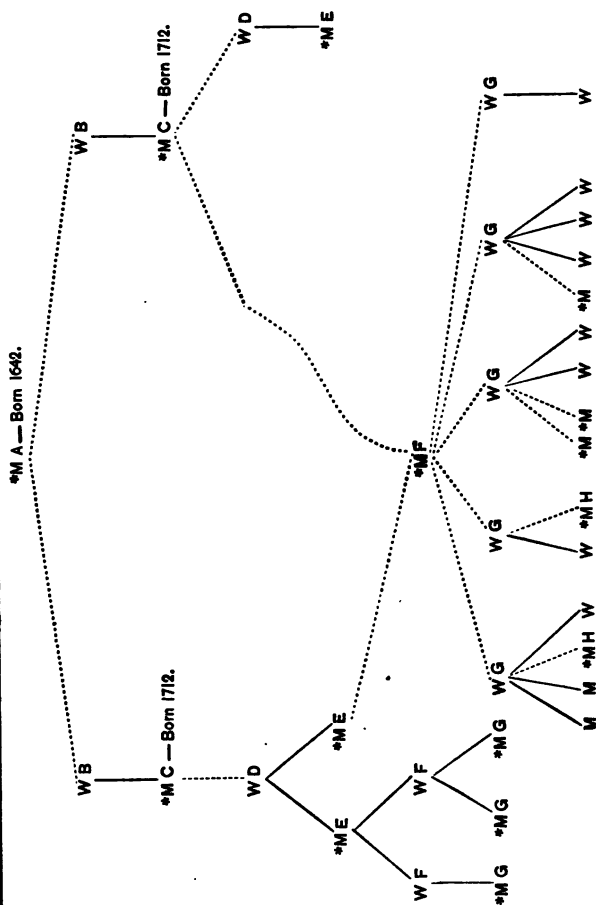 *M A — Born 1642.
W B W B
*M C — Born 1712. *M C — Born 1712.
W D W D
*M E *M E *M E
W F W F *M F
*M G *M G *M G W G W G W G W G W G
M M *M H W W *M H *M *M W W *M W W W W